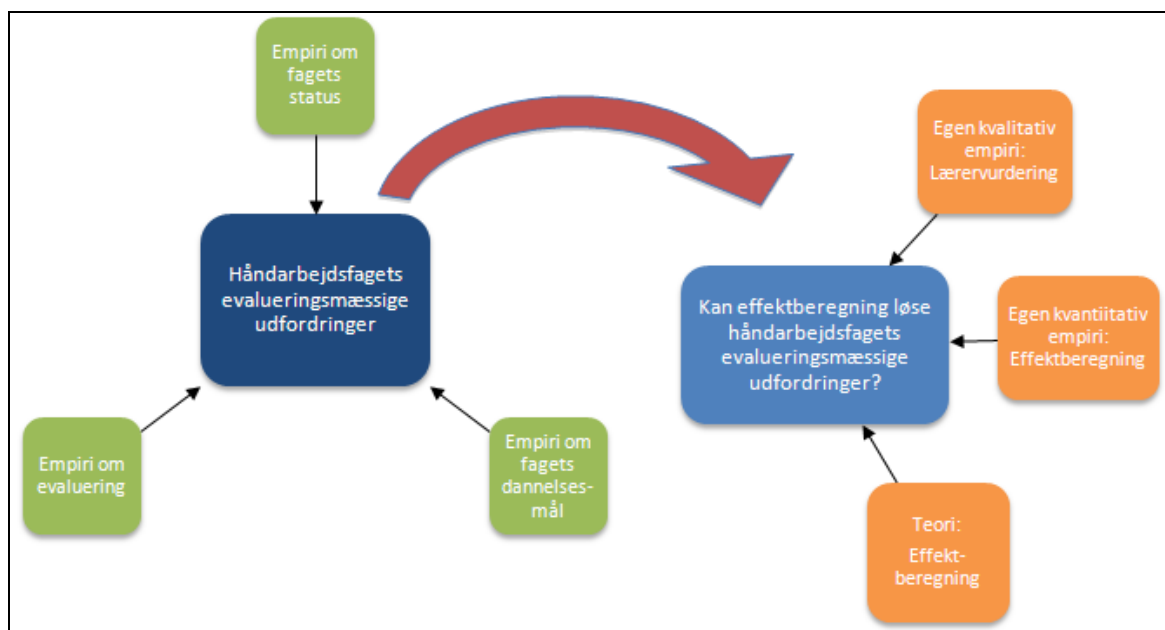 Empiri om
fagets
status
Håndarbejdsfagets
evalueringsmæssige
udfordringer
Empiri om
evaluering
Empiri om
fagets
dannelses-
mål
Egen kvalitativ
empiri:
Lærervurdering
Kan effektberegning løse
håndarbejdsfagets
evalueringsmæssige
udfordringer?
Egen kvantiitativ
empiri:
Effektberegning
Teori:
Effekt-
beregning